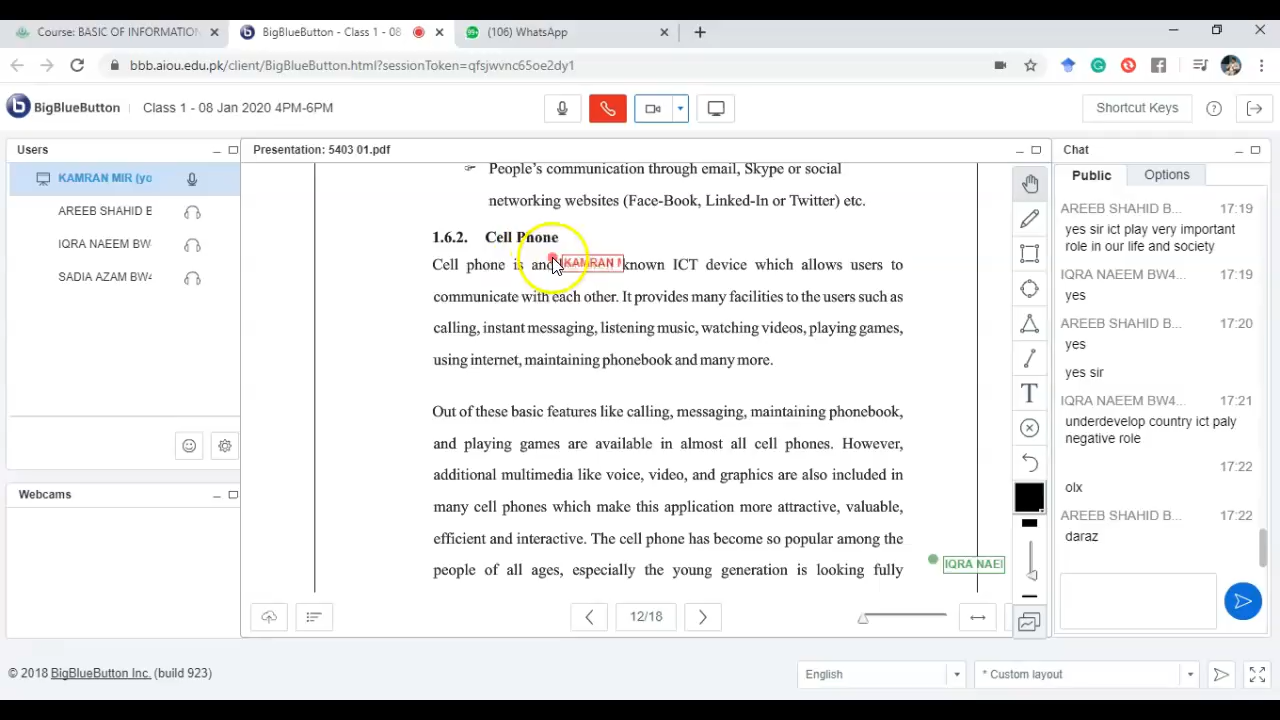 Course: BASIC OF INFORMATION
BigBlueButton - Class 1 - 08
(106) WhatsApp
bbb.aiou.edu.pk/client/BigBlueButton.html?sessionToken=qfsjwvnc65oe2dy1
BigBlueButton
Class 1 - 08 Jan 2020 4PM-6PM
Shortcut Keys
Users
KAMRAN MIR (yo
AREEB SHAHID B
IQRA NAEEM BW
SADIA AZAM BW4
Webcams
Presentation: 5403 01.pdf
People's communication through email, Skype or social
networking websites (Face-Book, Linked-In or Twitter) etc.
1.6.2. Cell Phone
Cell phone is known ICT device which allows users to
KAMRAN M
communicate with each other. It provides many facilities to the users such as
calling, instant messaging, listening music, watching videos, playing games,
using internet, maintaining phonebook and many more.
Out of these basic features like calling, messaging, maintaining phonebook,
and playing games are available in almost all cell phones. However,
additional multimedia like voice, video, and graphics are also included in
many cell phones which make this application more attractive, valuable,
efficient and interactive. The cell phone has become so popular among the
people of all ages, especially the young generation is looking fully
IQRA NAEI
12/18
Chat
Public
Options
AREEB SHAHID B... 17:19
yes sir ict play very important
role in our life and society
IQRA NAEEM BW4... 17:19
yes
AREEB SHAHID B... 17:20
yes
yes sir
IQRA NAEEM BW4... 17:21
underdevelop country ict paly
negative role
17:22
olx
AREEB SHAHID B... 17:22
daraz
© 2018 BigBlueButton Inc. (build 923)
English
* Custom layout